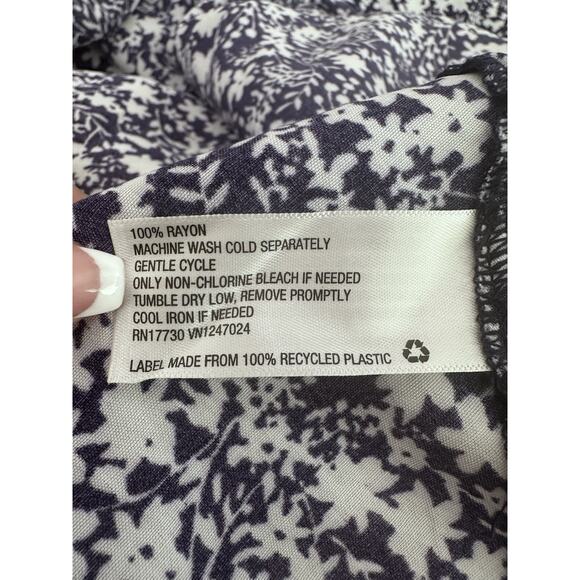 100% RAYON
MACHINE WASH COLD SEPARATELY
GENTLE CYCLE
ONLY NON-CHLORINE BLEACH IF NEEDED
TUMBLE DRY LOW, REMOVE PROMPTLY
COOL IRON IF NEEDED
RN17730 VN1247024
LABEL MADE FROM 100% RECYCLED PLASTIC